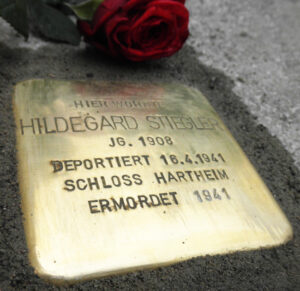 HIER WOHNTE
HILDEGARD STIEGLER
JG. 1908
DEPORTIERT 16.4.1941
SCHLOSS HARTHEIM
ERMORDET 1941